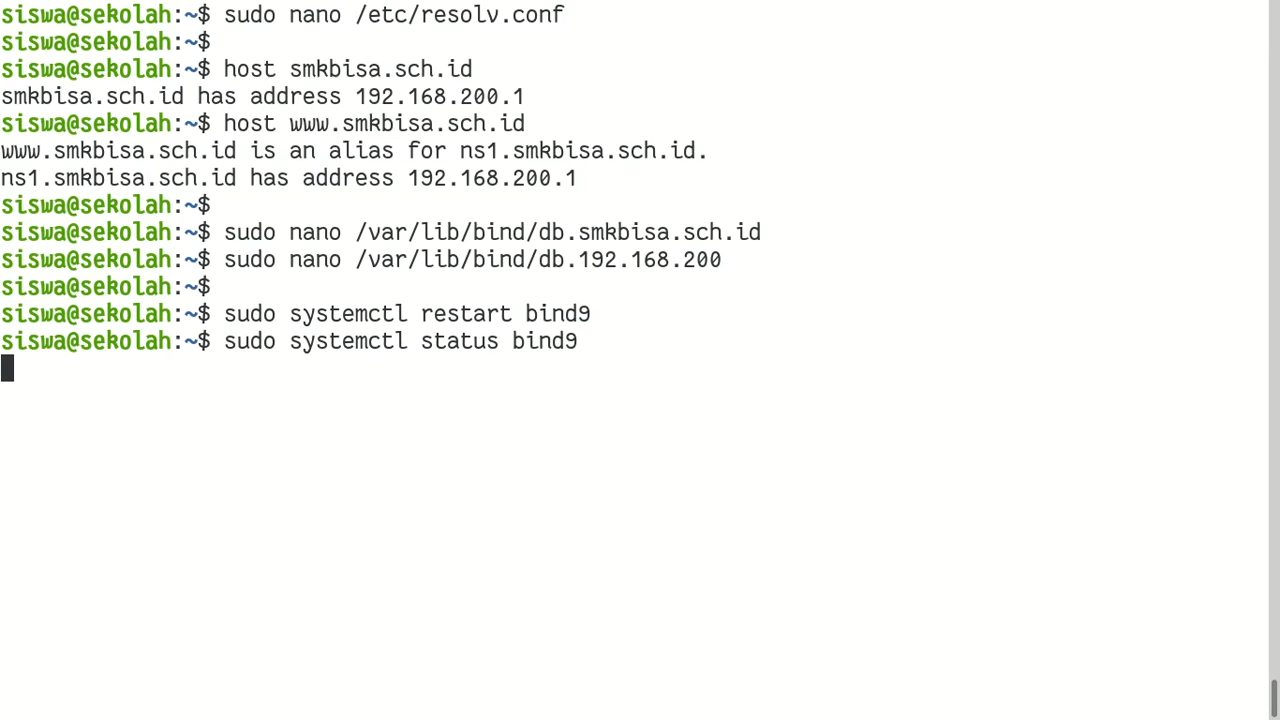 siswa@sekolah:~$ sudo nano /etc/resolv.conf
siswa@sekolah:~$
siswa@sekolah:~$ host smkbisa.sch.id
smkbisa.sch.id has address 192.168.200.1
siswa@sekolah:~$ host www.smkbisa.sch.id
www.smkbisa.sch.id is an alias for ns1.smkbisa.sch.id.
ns1.smkbisa.sch.id has address 192.168.200.1
siswa@sekolah:~$
siswa@sekolah:~$ sudo nano /var/lib/bind/db.smkbisa.sch.id
siswa@sekolah:~$ sudo nano /var/lib/bind/db.192.168.200
siswa@sekolah:~$
siswa@sekolah:~$ sudo systemctl restart bind9
siswa@sekolah:~$ sudo systemctl status bind9